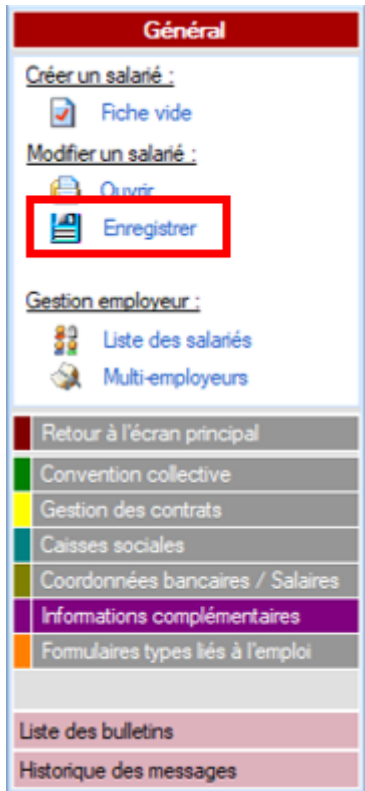 Général
Créer un salarié :
Fiche vide
Modifier un salarié :
Ouvrir
Enregistrer
Gestion employeur :
Liste des salariés
Multi-employeurs
Retour à l'écran principal
Convention collective
Gestion des contrats
Caisses sociales
Coordonnées bancaires / Salaires
Informations complémentaires
Formulaires types liés à l'emploi
Liste des bulletins
Historique des messages